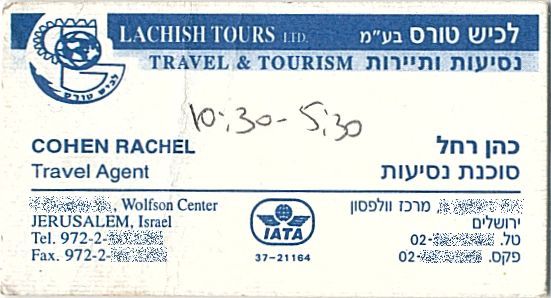 לכיש טורס
LACHISH TOURS LTD. לכיש טורס בע"מ
TRAVEL & TOURISM נסיעות ותיירות
10:30-5:30
COHEN RACHEL כהן רחל
Travel Agent סוכנת נסיעות
, Wolfson Center , מרכז וולפסון
JERUSALEM, Israel ירושלים
Tel. 972-2- טל. 02-
Fax. 972-2- פקס. 02-
IATA
37-21164